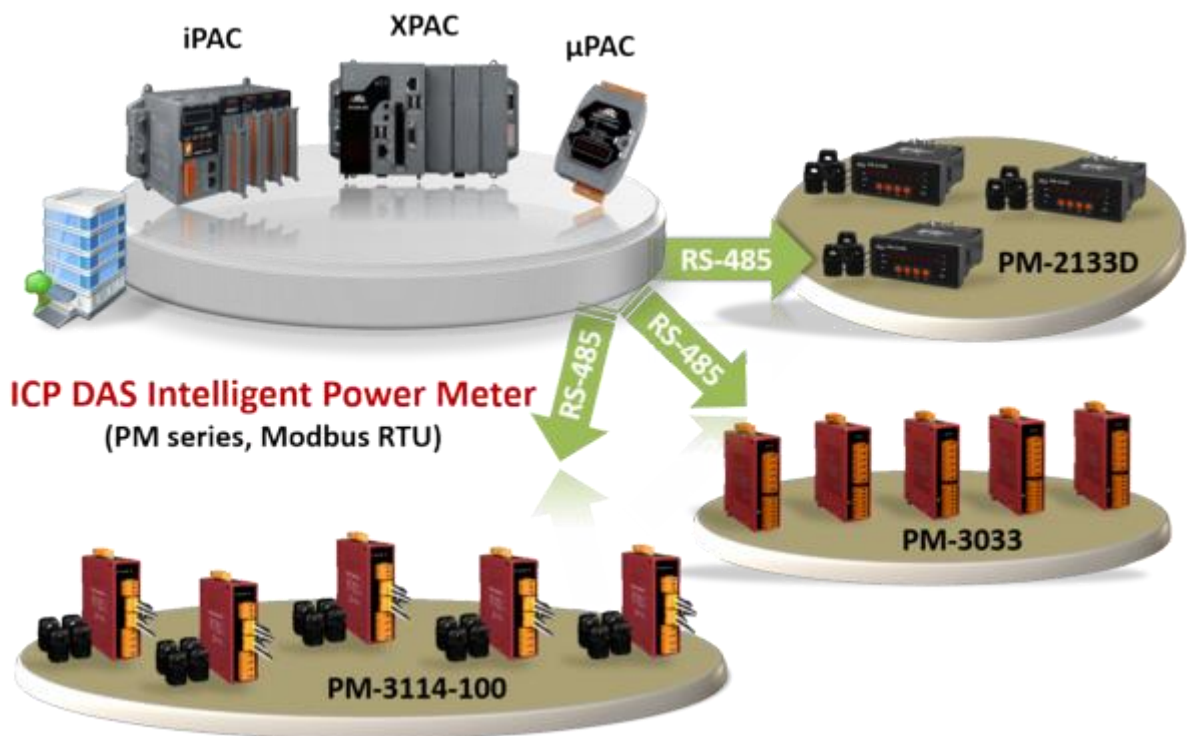 iPAC
XPAC
µPAC
RS-485
PM-2133D
RS-485
RS-485
ICP DAS Intelligent Power Meter
(PM series, Modbus RTU)
PM-3033
PM-3114-100